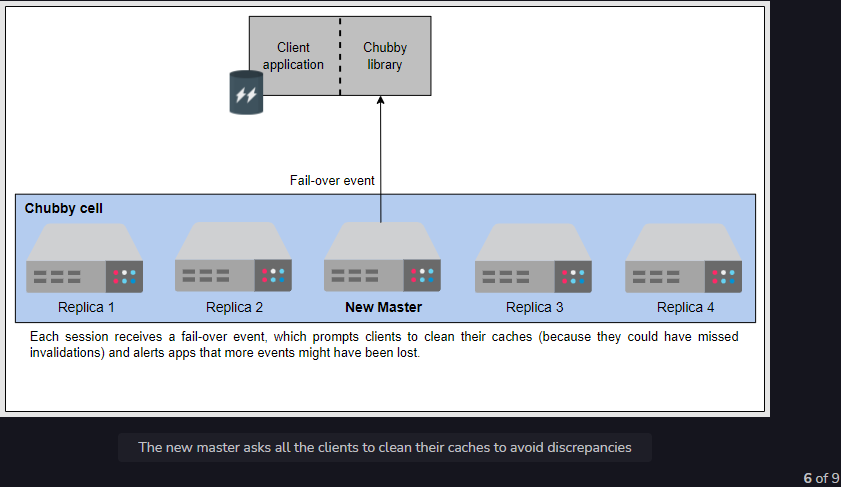 Client
application
Chubby
library
Fail-over event
Chubby cell
Replica 1
Replica 2
New Master
Replica 3
Replica 4
Each session receives a fail-over event, which prompts clients to clean their caches (because they could have missed
invalidations) and alerts apps that more events might have been lost.
The new master asks all the clients to clean their caches to avoid discrepancies
6 of 9